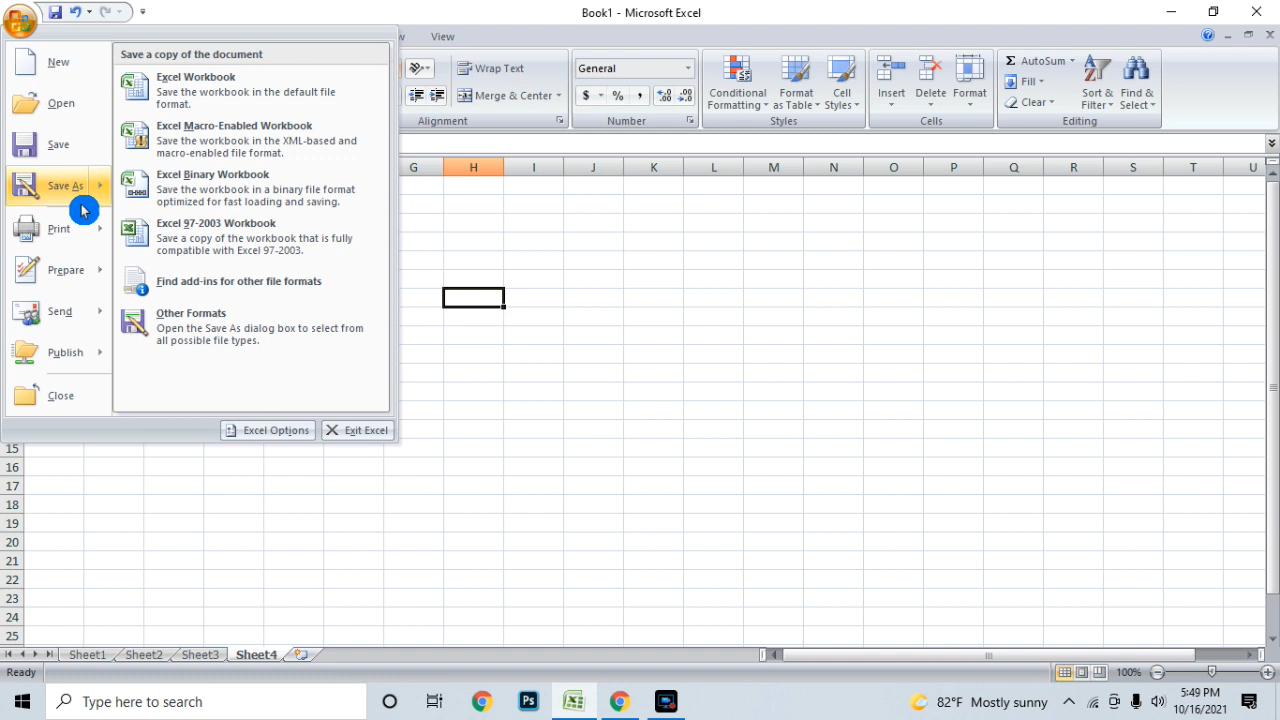 Book1 - Microsoft Excel
View
New
Open
Save
Save As
Print
Prepare
Send
Publish
Close
Save a copy of the document
Excel Workbook
Save the workbook in the default file
format.
Excel Macro-Enabled Workbook
Save the workbook in the XML-based and
macro-enabled file format.
Excel Binary Workbook
Save the workbook in a binary file format
optimized for fast loading and saving.
Excel 97-2003 Workbook
Save a copy of the workbook that is fully
compatible with Excel 97-2003.
Find add-ins for other file formats
Other Formats
Open the Save As dialog box to select from
all possible file types.
Excel Options
Exit Excel
Wrap Text
Merge & Center
Alignment
General
$ % ,
Number
Conditional
Formatting
Format
as Table
Cell
Styles
Styles
Insert
Delete
Format
Cells
Σ AutoSum
Fill
Clear
Sort &
Filter
Find &
Select
Editing
G H I J K L M N O P Q R S T U
15
16
17
18
19
20
21
22
23
24
25
Sheet1 Sheet2 Sheet3 Sheet4
Ready
100%
Type here to search
Ps
82°F Mostly sunny
5:49 PM
10/16/2021